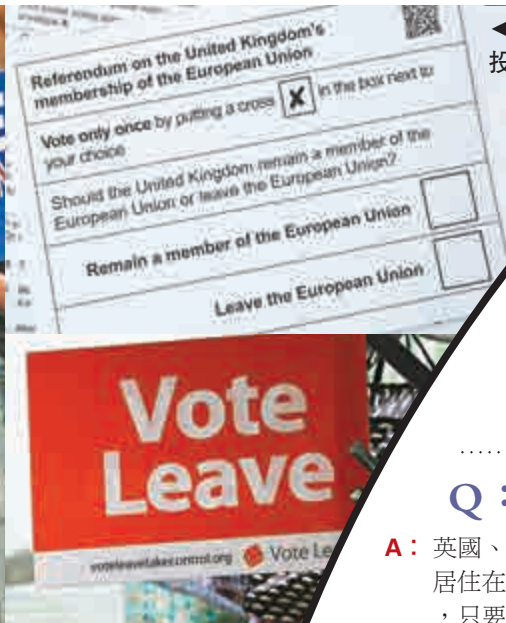 Referendum on the United Kingdom's
membership of the European Union
Vote only once by putting a cross X in the box next to
your choice
Should the United Kingdom remain a member of the
European Union or leave the European Union?
Remain a member of the European Union
Leave the European Union
投
Vote
Leave
voteleavetakecontrol.org Vote Le
.....
Q：
A： 英國、
居住在
，只要